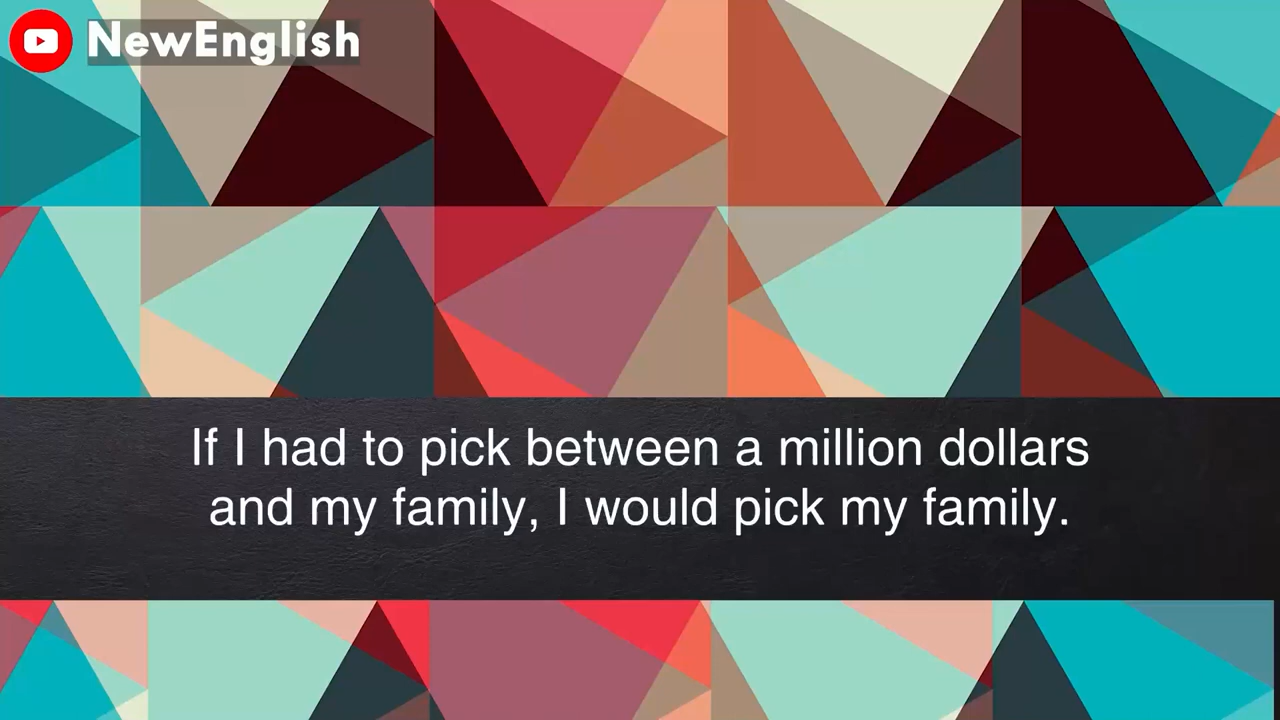 NewEnglish
If I had to pick between a million dollars
and my family, I would pick my family.